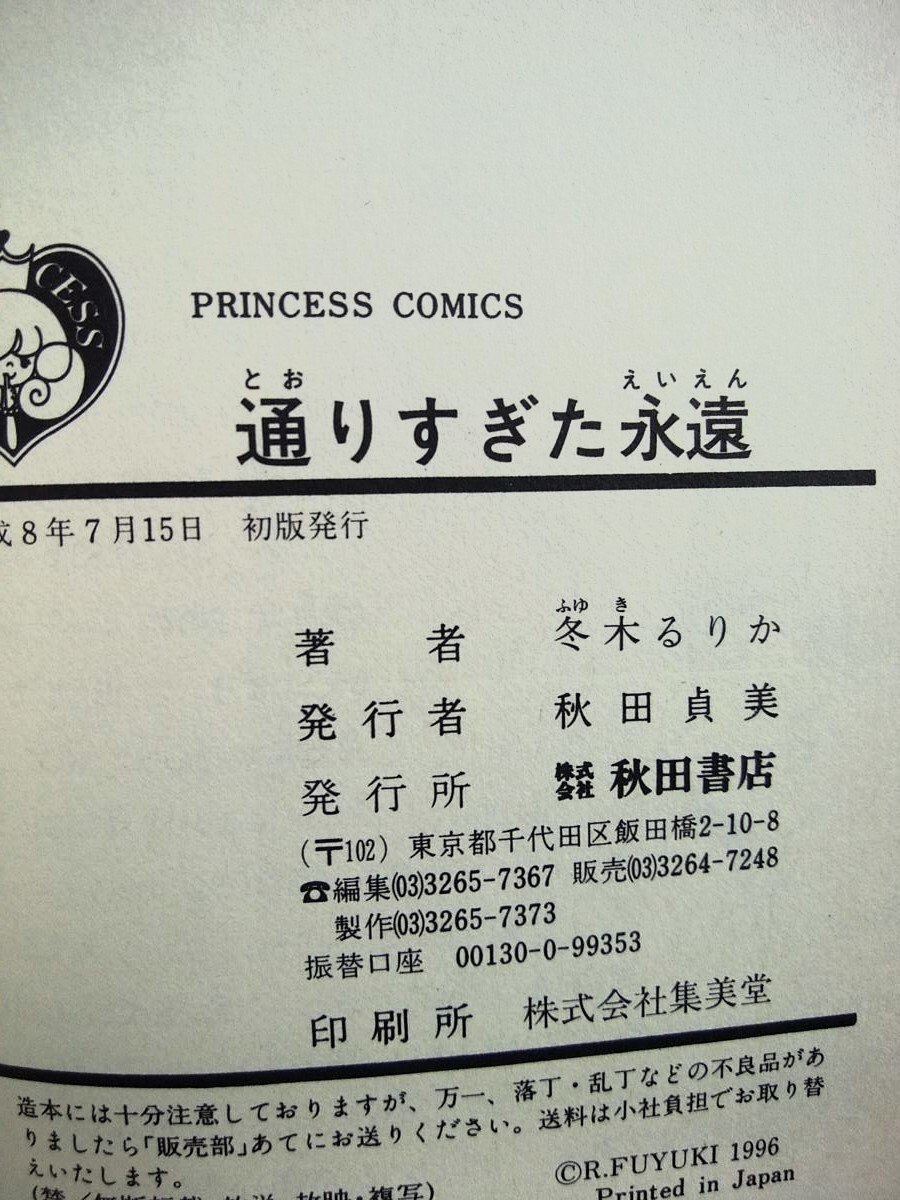 CESS
PRINCESS COMICS
とお えいえん
通りすぎた永遠
成8年7月15日 初版発行
ふゆ き
著者 冬木るりか
発行者 秋田貞美
発行所 株式会社 秋田書店
(〒102) 東京都千代田区飯田橋2-10-8
☎編集(03)3265-7367 販売(03)3264-7248
製作(03)3265-7373
振替口座 00130-0-99353
印刷所 株式会社集美堂
造本には十分注意しておりますが、万一、落丁・乱丁などの不良品があ
りましたら「販売部」あてにお送りください。送料は小社負担でお取り替
えいたします。
©R.FUYUKI 1996
Printed in Japan
放映・複写)